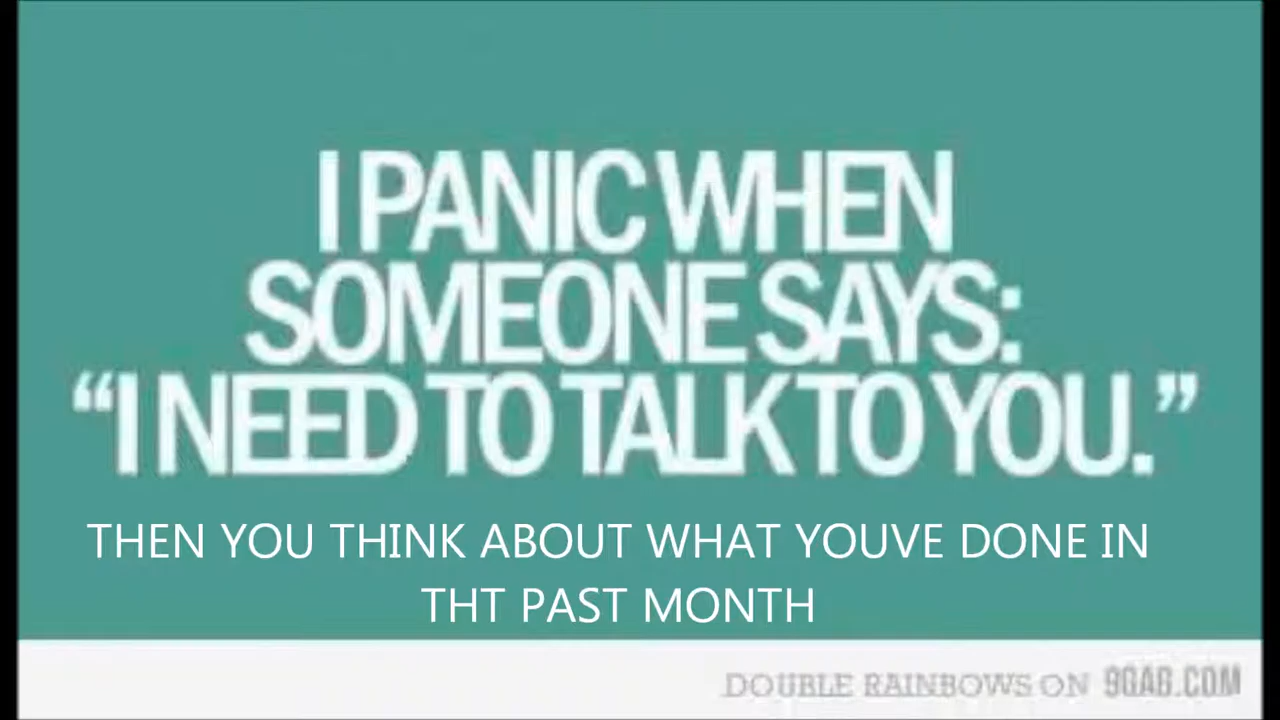 I PANIC WHEN
SOMEONE SAYS:
“I NEED TO TALK TO YOU.”
THEN YOU THINK ABOUT WHAT YOUVE DONE IN
THT PAST MONTH
DOUBLE RAINBOWS ON 9GAG.COM